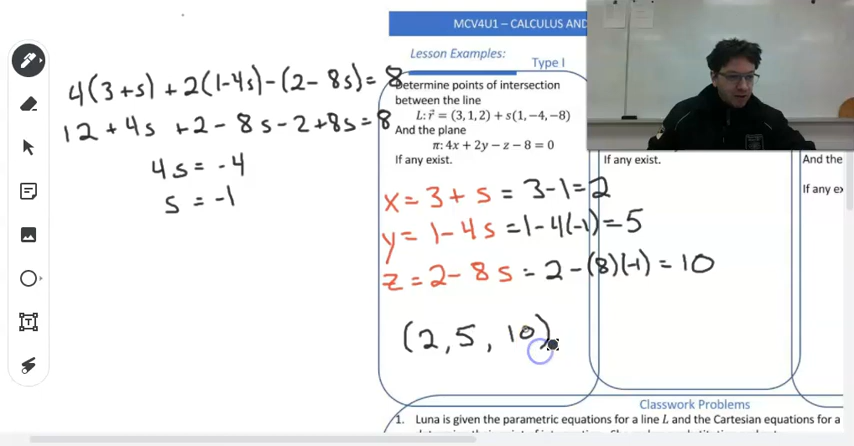 MCV4U1 – CALCULUS AND
Lesson Examples:
Type I
4(3+s) + 2(1-4s)-(2-8s)=8
12+4s +2-8s-2+8s=8
4s = -4
s = -1
Determine points of intersection
between the line
L: r⃗ = (3, 1, 2) + s(1, −4, −8)
And the plane
π: 4x + 2y − z − 8 = 0
If any exist.
If any exist.
And the
If any ex
x = 3 + s = 3-1=2
y = 1-4s =1-4(-1)=5
z = 2-8s = 2-(8)(-1) = 10
(2, 5, 10)
Classwork Problems
1. Luna is given the parametric equations for a line L and the Cartesian equations for a